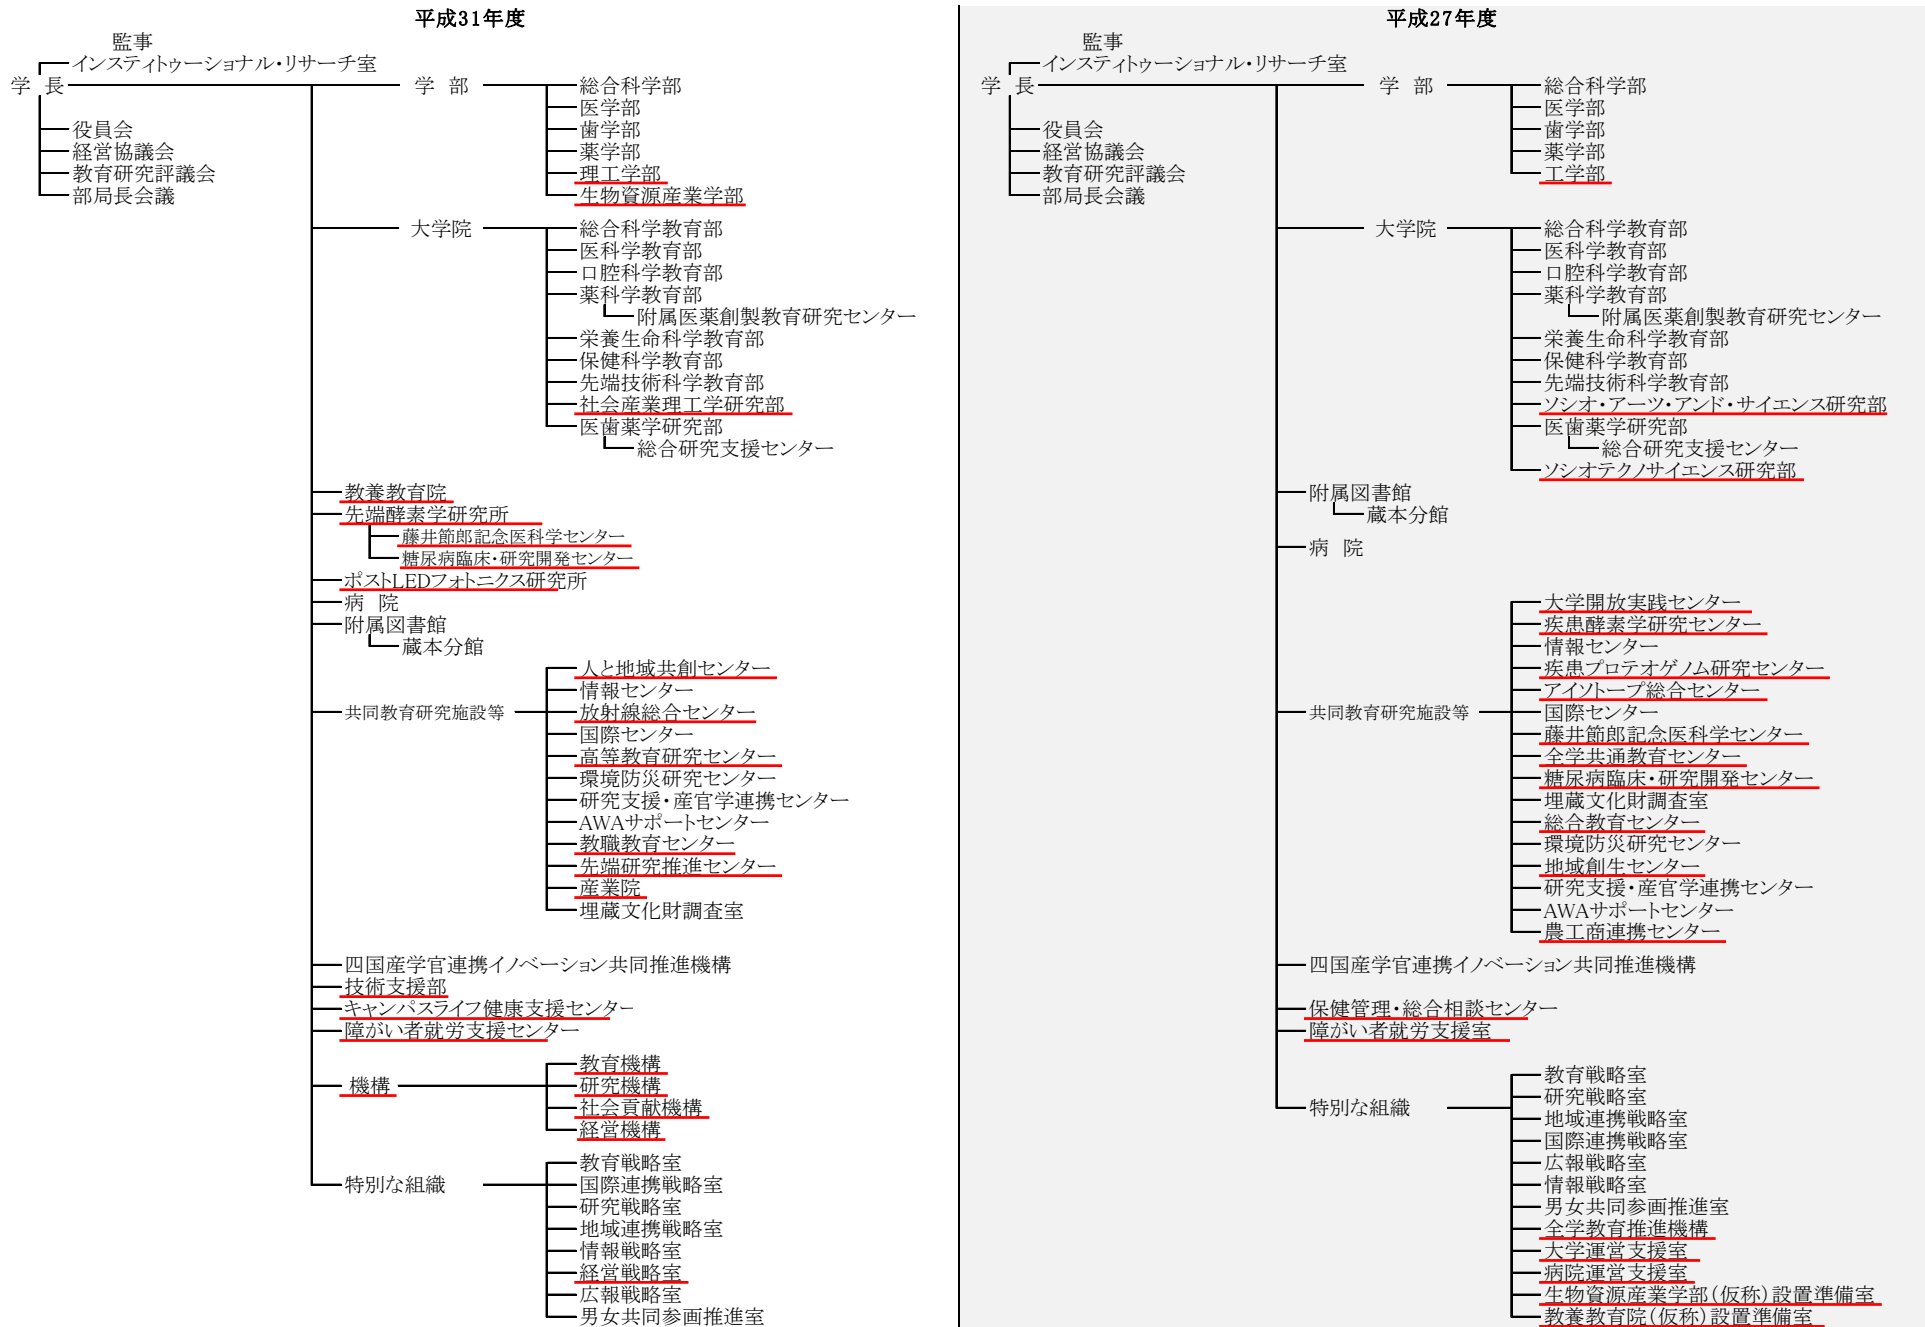 平成31年度
監事
インスティトゥーショナル・リサーチ室
学 長
役員会
経営協議会
教育研究評議会
部局長会議
学 部
総合科学部
医学部
歯学部
薬学部
理工学部
生物資源産業学部
大学院
総合科学教育部
医科学教育部
口腔科学教育部
薬科学教育部
附属医薬創製教育研究センター
栄養生命科学教育部
保健科学教育部
先端技術科学教育部
社会産業理工学研究部
医歯薬学研究部
総合研究支援センター
教養教育院
先端酵素学研究所
藤井節郎記念医科学センター
糖尿病臨床・研究開発センター
ポストLEDフォトニクス研究所
病 院
附属図書館
蔵本分館
共同教育研究施設等
人と地域共創センター
情報センター
放射線総合センター
国際センター
高等教育研究センター
環境防災研究センター
研究支援・産官学連携センター
AWAサポートセンター
教職教育センター
先端研究推進センター
産業院
埋蔵文化財調査室
四国産学官連携イノベーション共同推進機構
技術支援部
キャンパスライフ健康支援センター
障がい者就労支援センター
機構
教育機構
研究機構
社会貢献機構
経営機構
特別な組織
教育戦略室
国際連携戦略室
研究戦略室
地域連携戦略室
情報戦略室
経営戦略室
広報戦略室
男女共同参画推進室
平成27年度
監事
インスティトゥーショナル・リサーチ室
学 長
役員会
経営協議会
教育研究評議会
部局長会議
学 部
総合科学部
医学部
歯学部
薬学部
工学部
大学院
総合科学教育部
医科学教育部
口腔科学教育部
薬科学教育部
附属医薬創製教育研究センター
栄養生命科学教育部
保健科学教育部
先端技術科学教育部
ソシオ・アーツ・アンド・サイエンス研究部
医歯薬学研究部
総合研究支援センター
ソシオテクノサイエンス研究部
附属図書館
蔵本分館
病 院
共同教育研究施設等
大学開放実践センター
疾患酵素学研究センター
情報センター
疾患プロテオゲノム研究センター
アイソトープ総合センター
国際センター
藤井節郎記念医科学センター
全学共通教育センター
糖尿病臨床・研究開発センター
埋蔵文化財調査室
総合教育センター
環境防災研究センター
地域創生センター
研究支援・産官学連携センター
AWAサポートセンター
農工商連携センター
四国産学官連携イノベーション共同推進機構
保健管理・総合相談センター
障がい者就労支援室
特別な組織
教育戦略室
研究戦略室
地域連携戦略室
国際連携戦略室
広報戦略室
情報戦略室
男女共同参画推進室
全学教育推進機構
大学運営支援室
病院運営支援室
生物資源産業学部(仮称)設置準備室
教養教育院(仮称)設置準備室